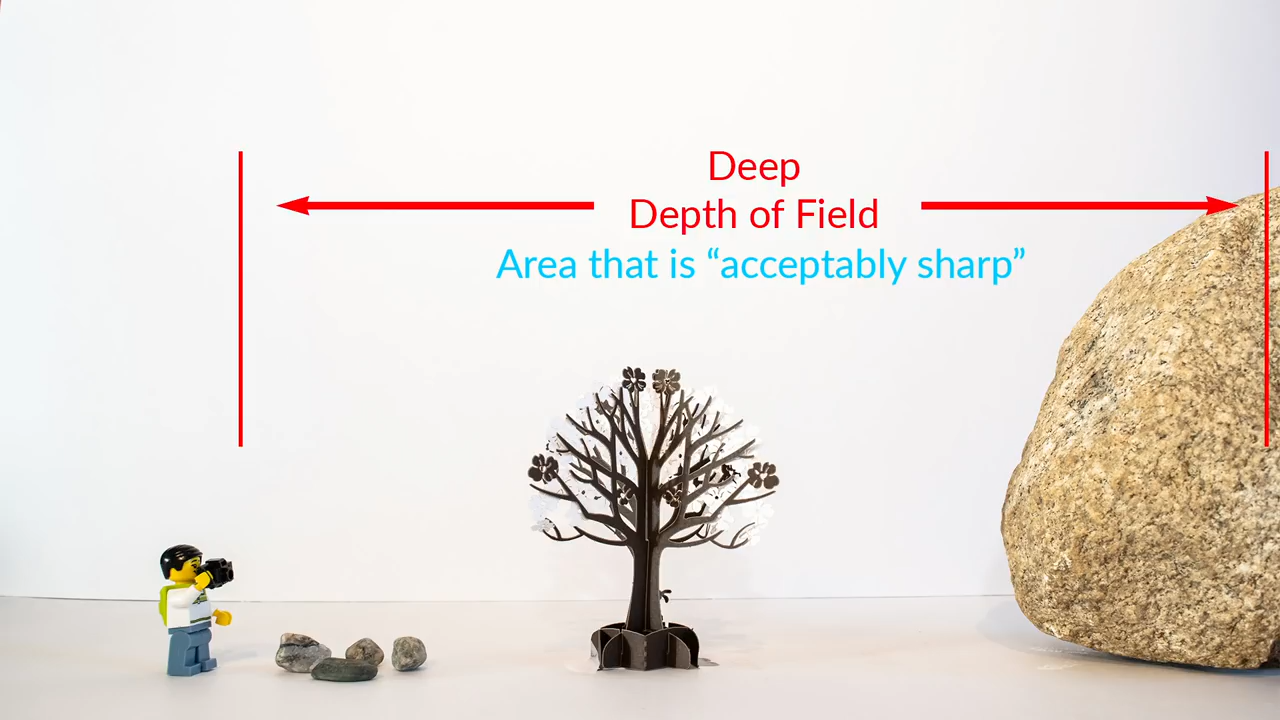 Deep
Depth of Field
Area that is “acceptably sharp”